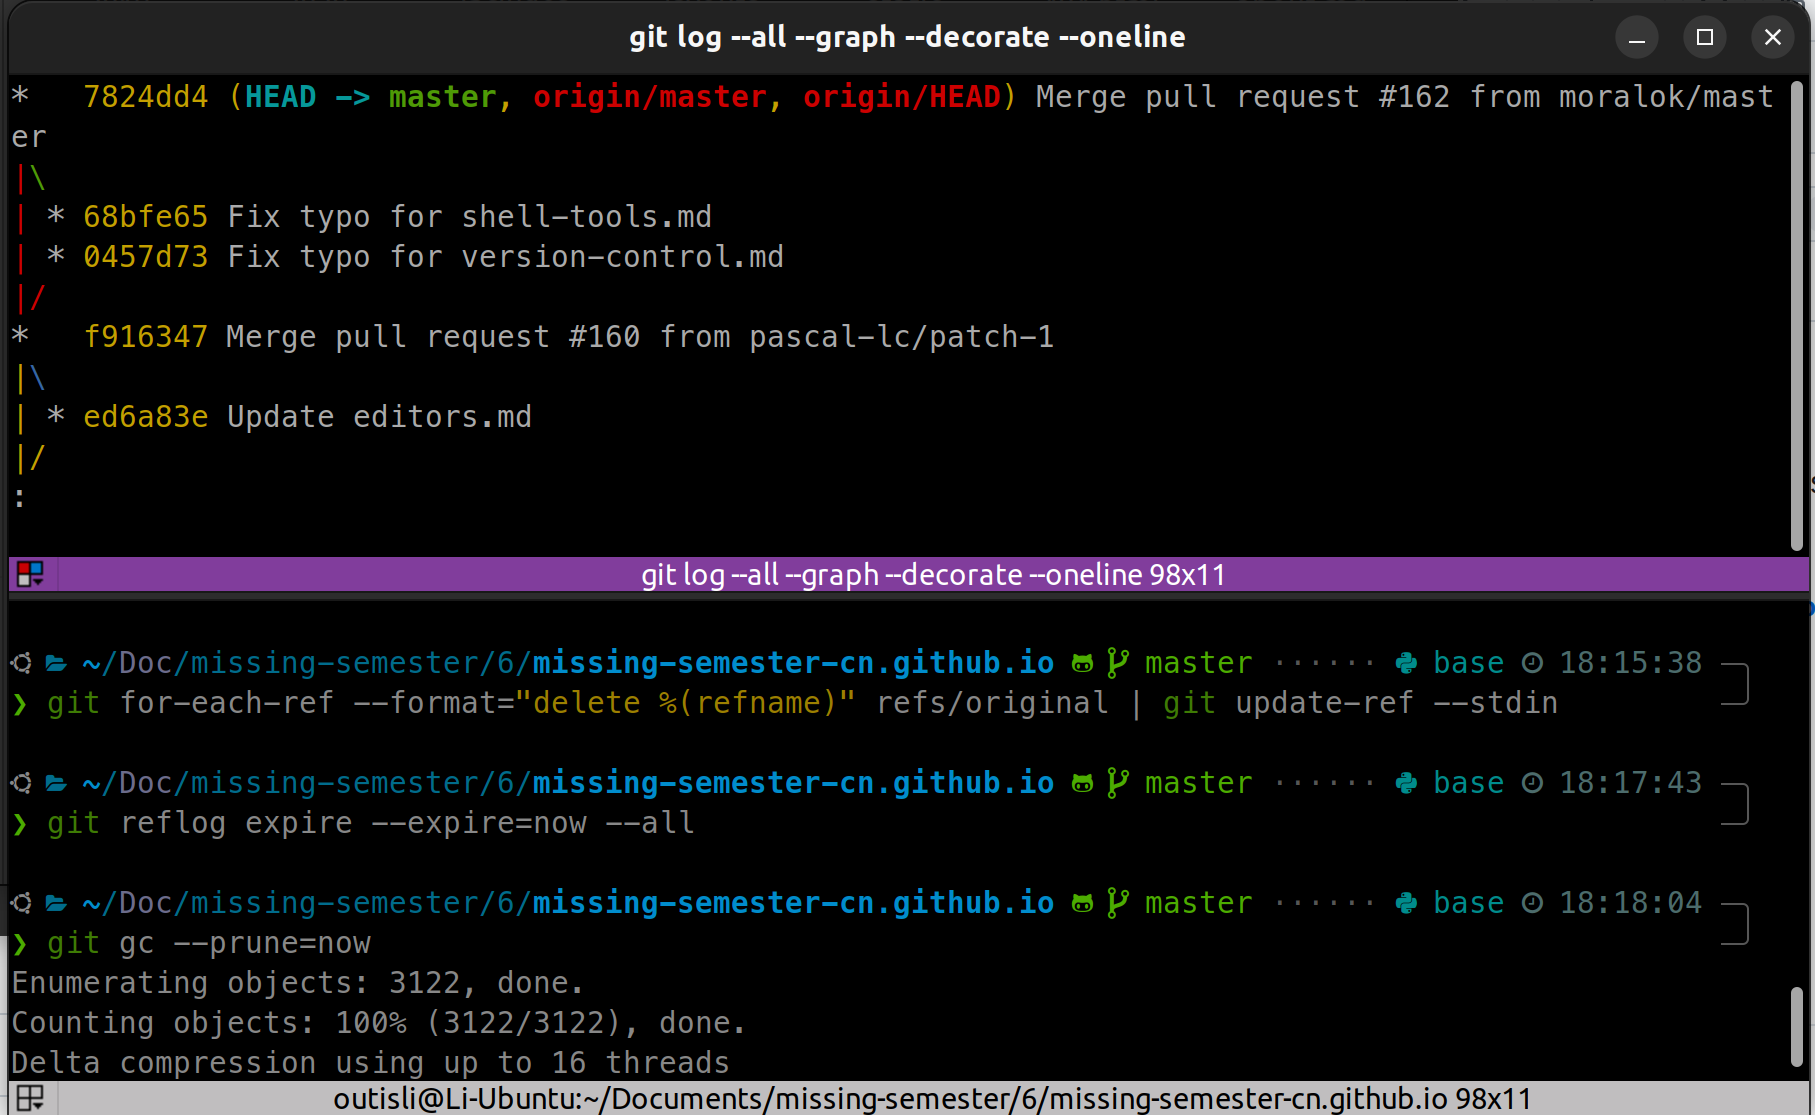 git log --all --graph --decorate --oneline
*   7824dd4 (HEAD -> master, origin/master, origin/HEAD) Merge pull request #162 from moralok/mast
er
|\
| * 68bfe65 Fix typo for shell-tools.md
| * 0457d73 Fix typo for version-control.md
|/
*   f916347 Merge pull request #160 from pascal-lc/patch-1
|\
| * ed6a83e Update editors.md
|/
:
git log --all --graph --decorate --oneline 98x11
~/Doc/missing-semester/6/missing-semester-cn.github.io master ······ base 18:15:38
❯ git for-each-ref --format="delete %(refname)" refs/original | git update-ref --stdin
~/Doc/missing-semester/6/missing-semester-cn.github.io master ······ base 18:17:43
❯ git reflog expire --expire=now --all
~/Doc/missing-semester/6/missing-semester-cn.github.io master ······ base 18:18:04
❯ git gc --prune=now
Enumerating objects: 3122, done.
Counting objects: 100% (3122/3122), done.
Delta compression using up to 16 threads
outisli@Li-Ubuntu:~/Documents/missing-semester/6/missing-semester-cn.github.io 98x11